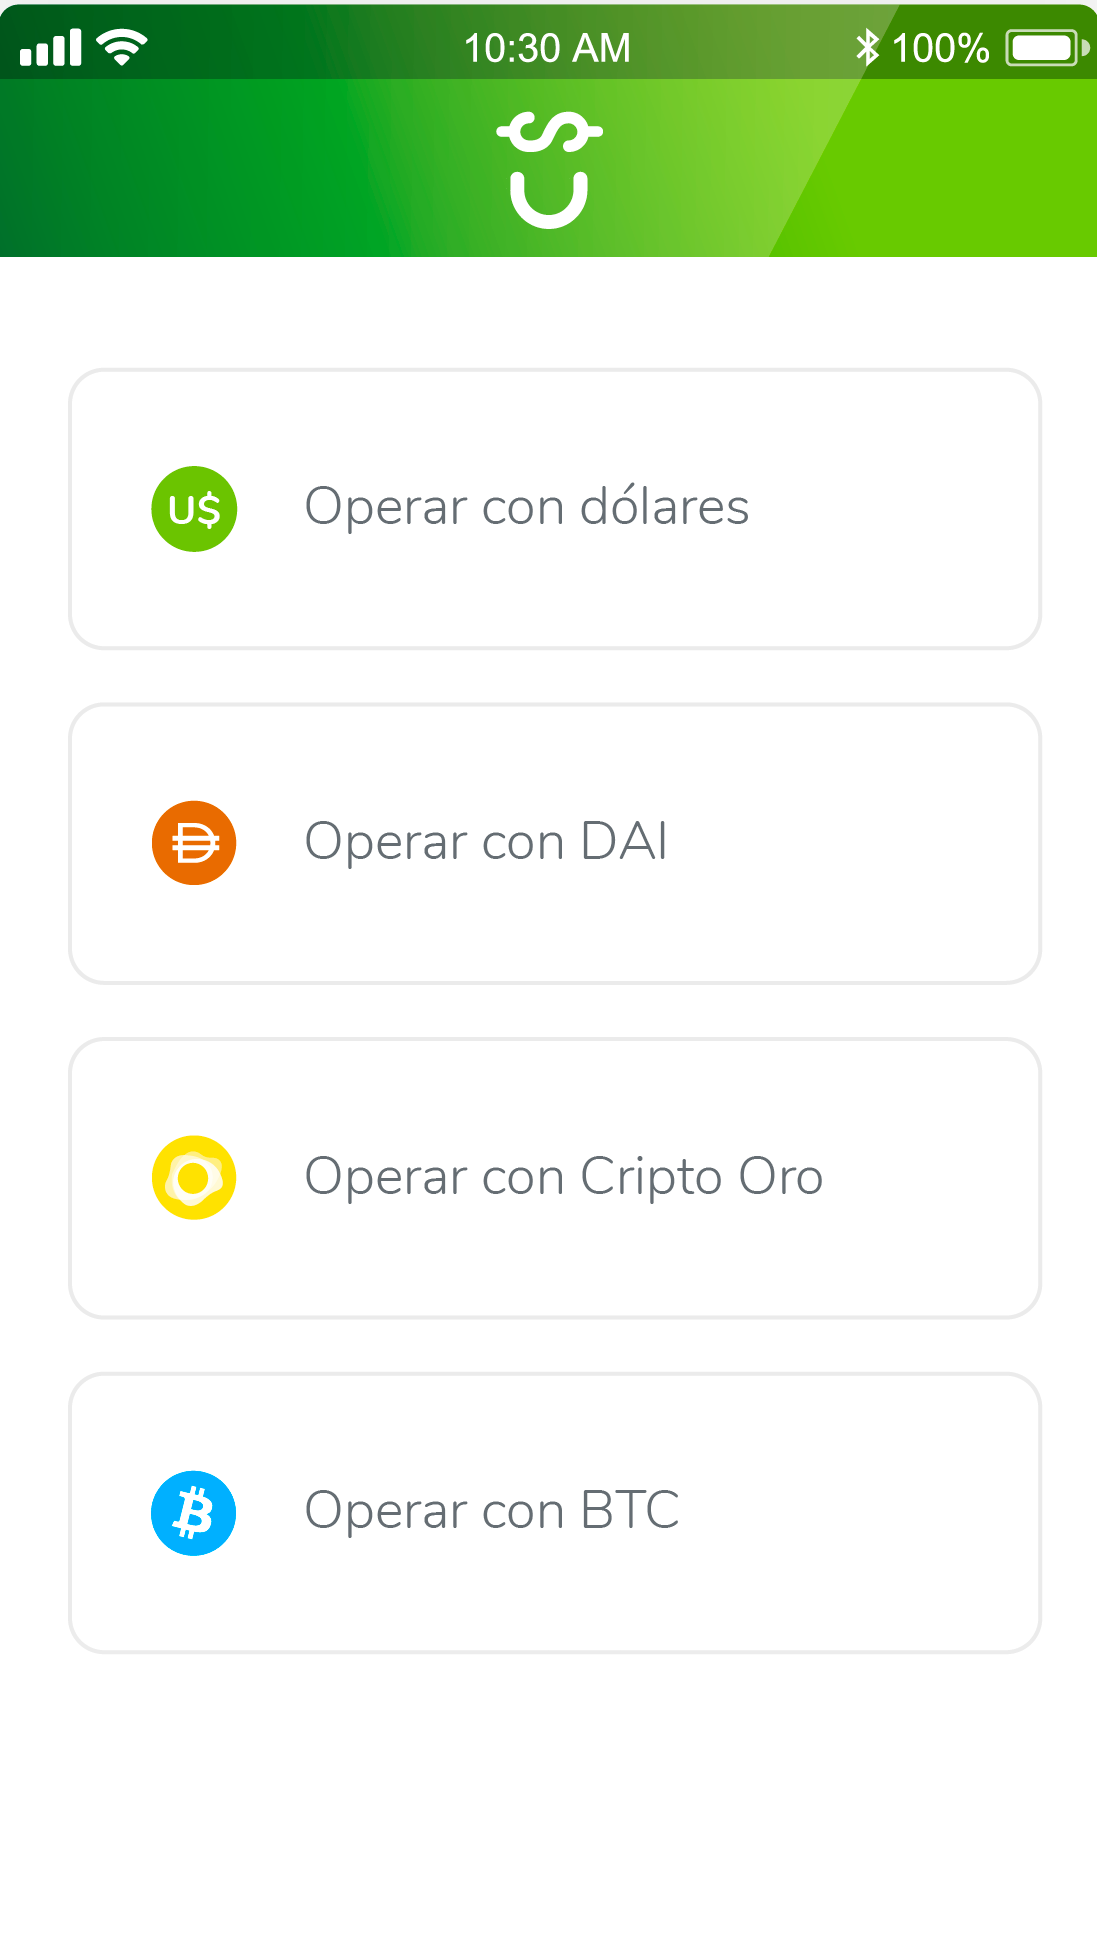 10:30 AM
100%
U$
Operar con dólares
Operar con DAI
Operar con Cripto Oro
Operar con BTC